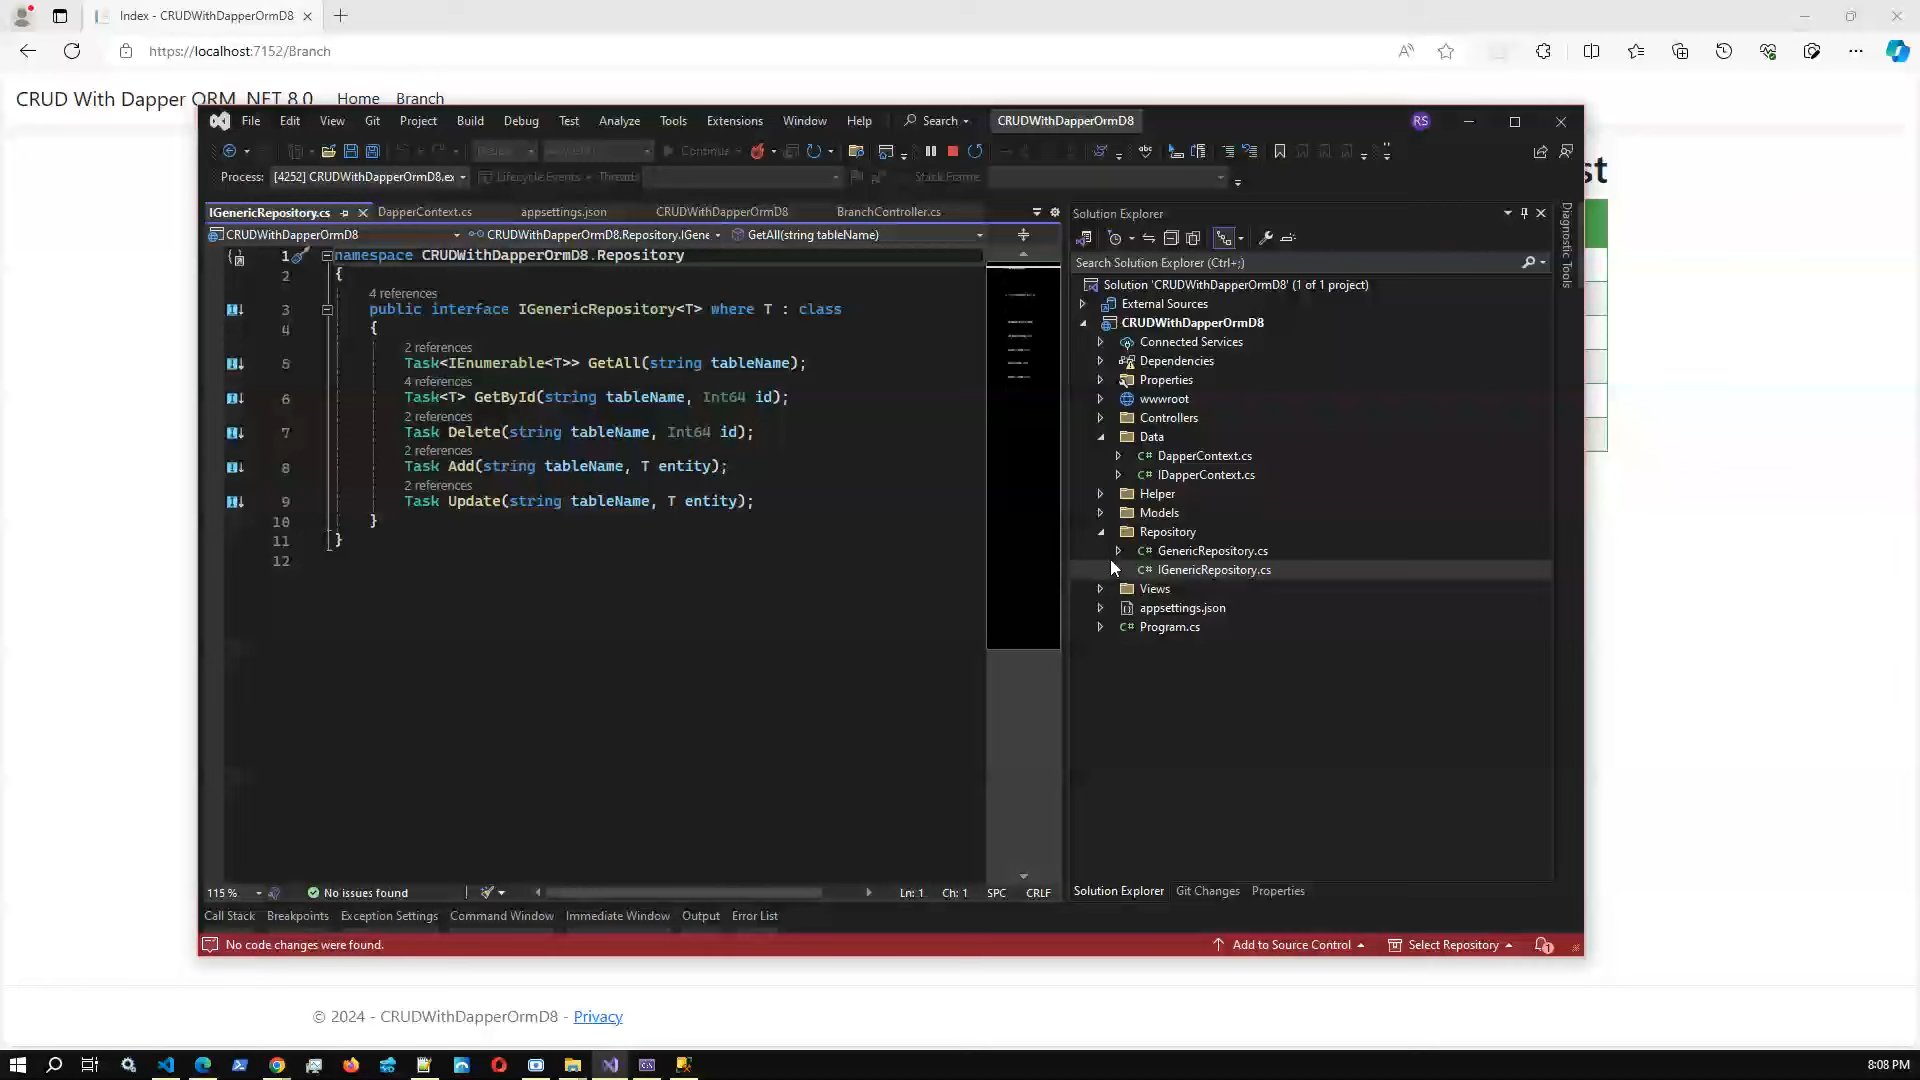 Index - CRUDWithDapperOrmD8
https://localhost:7152/Branch
CRUD With Dapper ORM .NET 8.0 Home Branch
File Edit View Git Project Build Debug Test Analyze Tools Extensions Window Help Search CRUDWithDapperOrmD8 RS
Continue
Process: [4252] CRUDWithDapperOrmD8.ex Lifecycle Events Thread: Stack Frame:
st
IGenericRepository.cs DapperContext.cs appsettings.json CRUDWithDapperOrmD8 BranchController.cs
CRUDWithDapperOrmD8 CRUDWithDapperOrmD8.Repository.IGene GetAll(string tableName)
1 namespace CRUDWithDapperOrmD8.Repository
2 {
4 references
3 public interface IGenericRepository<T> where T : class
4 {
2 references
5 Task<IEnumerable<T>> GetAll(string tableName);
4 references
6 Task<T> GetById(string tableName, Int64 id);
2 references
7 Task Delete(string tableName, Int64 id);
2 references
8 Task Add(string tableName, T entity);
2 references
9 Task Update(string tableName, T entity);
10 }
11 }
12
115 % No issues found Ln: 1 Ch: 1 SPC CRLF
Call Stack Breakpoints Exception Settings Command Window Immediate Window Output Error List
Solution Explorer
Search Solution Explorer (Ctrl+;)
Solution 'CRUDWithDapperOrmD8' (1 of 1 project)
External Sources
CRUDWithDapperOrmD8
Connected Services
Dependencies
Properties
wwwroot
Controllers
Data
C# DapperContext.cs
C# IDapperContext.cs
Helper
Models
Repository
C# GenericRepository.cs
C# IGenericRepository.cs
Views
appsettings.json
C# Program.cs
Solution Explorer Git Changes Properties
Diagnostic Tools
No code changes were found. Add to Source Control Select Repository 1
© 2024 - CRUDWithDapperOrmD8 - Privacy
8:08 PM